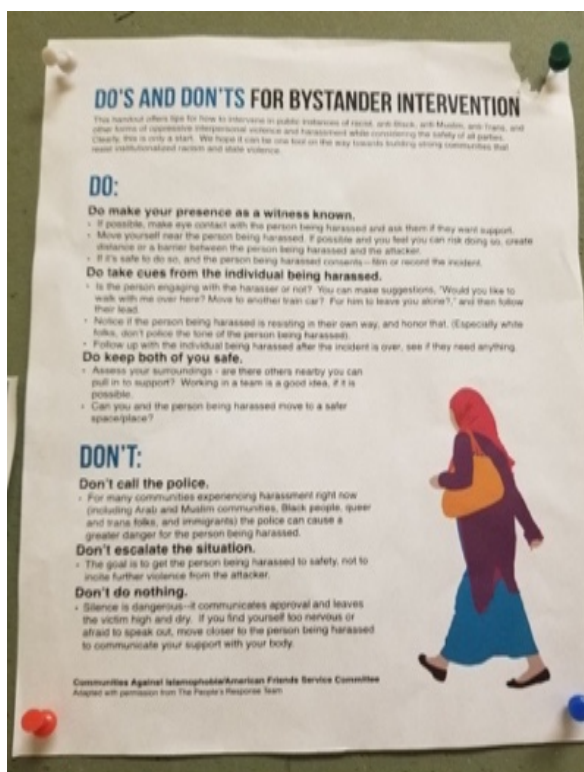 DO'S AND DON'TS FOR BYSTANDER INTERVENTION
This handout offers tips for how to intervene in public instances of racist, anti-Black, anti-Muslim, anti-Trans, and
other forms of oppressive interpersonal violence and harassment while considering the safety of all parties.
Clearly, this is only a start. We hope it can be one tool on the way towards building strong communities that
resist institutionalized racism and state violence.
DO:
Do make your presence as a witness known.
• If possible, make eye contact with the person being harassed and ask them if they want support.
• Move yourself near the person being harassed. If possible and you feel you can risk doing so, create
distance or a barrier between the person being harassed and the attacker.
• If it's safe to do so, and the person being harassed consents - film or record the incident.
Do take cues from the individual being harassed.
• Is the person engaging with the harasser or not? You can make suggestions, "Would you like to
walk with me over here? Move to another train car? For him to leave you alone?," and then follow
their lead.
• Notice if the person being harassed is resisting in their own way, and honor that. (Especially white
folks, don't police the tone of the person being harassed).
• Follow up with the individual being harassed after the incident is over, see if they need anything.
Do keep both of you safe.
• Assess your surroundings - are there others nearby you can
pull in to support? Working in a team is a good idea, if it is
possible.
• Can you and the person being harassed move to a safer
space/place?
DON'T:
Don't call the police.
• For many communities experiencing harassment right now
(including Arab and Muslim communities, Black people, queer
and trans folks, and immigrants) the police can cause a
greater danger for the person being harassed.
Don't escalate the situation.
• The goal is to get the person being harassed to safety, not to
incite further violence from the attacker.
Don't do nothing.
• Silence is dangerous--it communicates approval and leaves
the victim high and dry. If you find yourself too nervous or
afraid to speak out, move closer to the person being harassed
to communicate your support with your body.
Communities Against Islamophobia/American Friends Service Committee
Adapted with permission from The People's Response Team